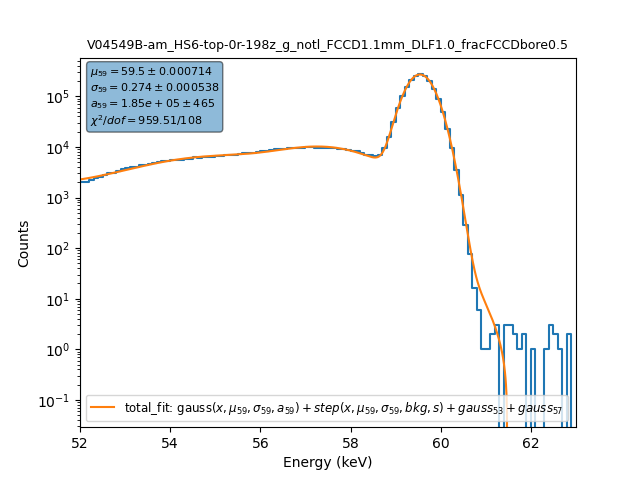 V04549B-am_HS6-top-0r-198z_g_notl_FCCD1.1mm_DLF1.0_fracFCCDbore0.5
μ₅₉ = 59.5 ± 0.000714
σ₅₉ = 0.274 ± 0.000538
a₅₉ = 1.85e + 05 ± 465
χ²/dof = 959.51/108
10⁵
10⁴
10³
10²
10¹
10⁰
10⁻¹
Counts
total_fit: gauss(x, μ₅₉, σ₅₉, a₅₉) + step(x, μ₅₉, σ₅₉, bkg, s) + gauss₅₃ + gauss₅₇
52 54 56 58 60 62
Energy (keV)